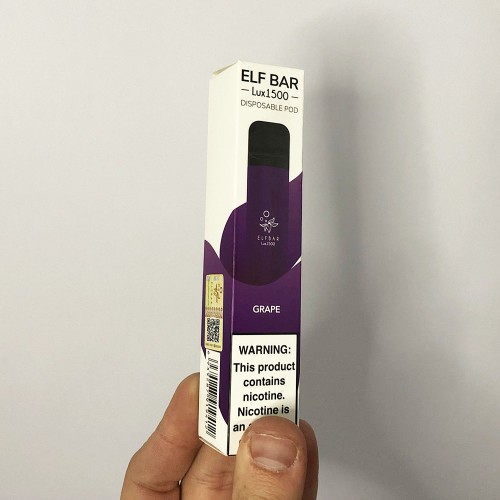 ELF BAR
Lux1500
DISPOSABLE POD
ELFBAR
Lux1500
GRAPE
WARNING:
This product
contains
nicotine.
Nicotine is
an